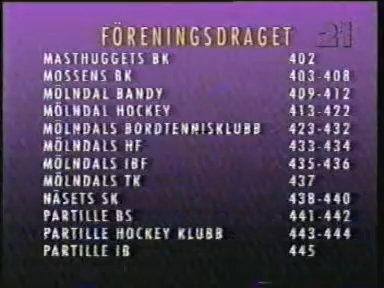 FÖRENINGSDRAGET 21
MASTHUGGETS BK 402
MOSSENS BK 403-408
MÖLNDAL BANDY 409-412
MÖLNDAL HOCKEY 413-422
MÖLNDALS BORDTENNISKLUBB 423-432
MÖLNDALS HF 433-434
MÖLNDALS IBF 435-436
MÖLNDALS TK 437
NÄSETS SK 438-440
PARTILLE BS 441-442
PARTILLE HOCKEY KLUBB 443-444
PARTILLE IB 445